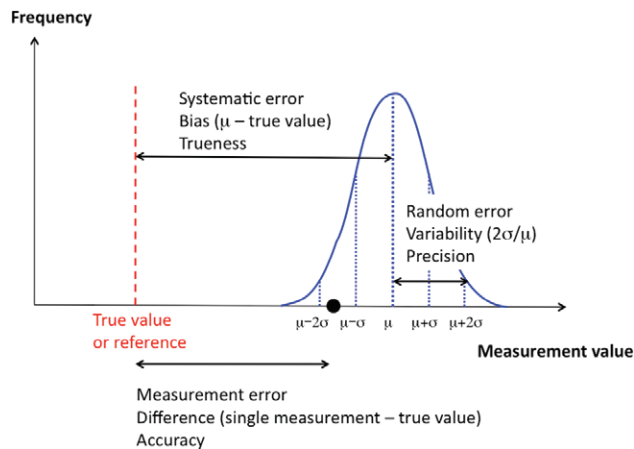 Frequency
Systematic error
Bias (μ – true value)
Trueness
Random error
Variability (2σ/μ)
Precision
μ−2σ
μ−σ
μ
μ+σ
μ+2σ
True value
or reference
Measurement value
Measurement error
Difference (single measurement – true value)
Accuracy